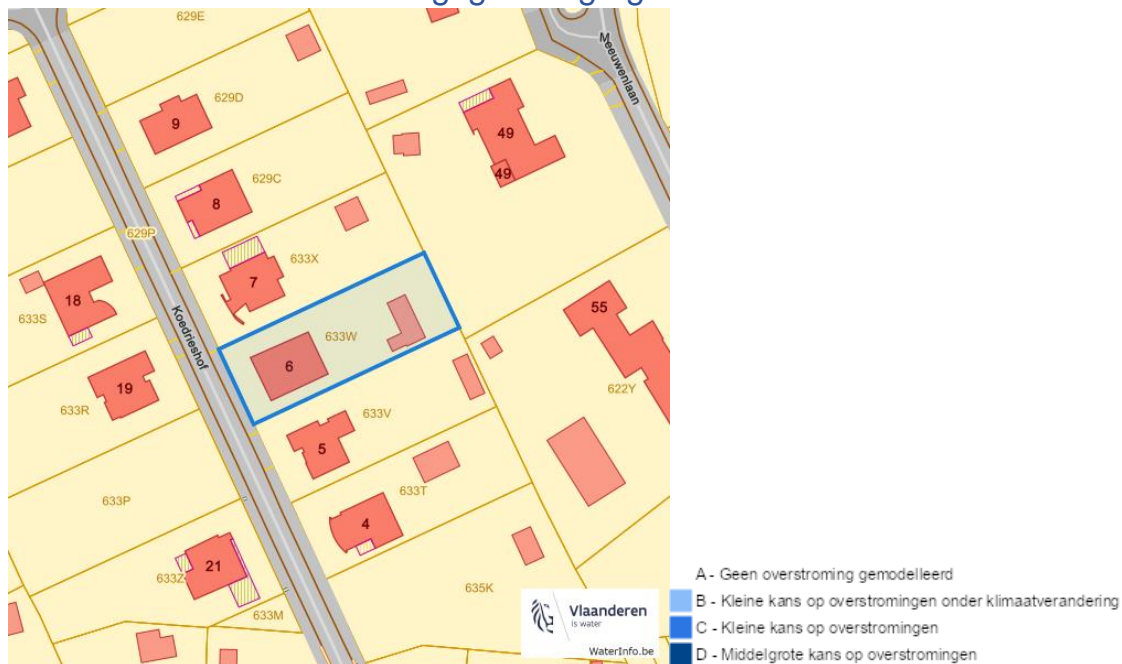 629E
Meeuwenlaan
629D
9
49
49
629C
8
629P
633X
7
18
633S
Koedrieshof
633W
6
55
19
633R
622Y
633V
5
633P
633T
4
21
633Z
635K
633M
Vlaanderen
is water
WaterInfo.be
A - Geen overstroming gemodelleerd
B - Kleine kans op overstromingen onder klimaatverandering
C - Kleine kans op overstromingen
D - Middelgrote kans op overstromingen